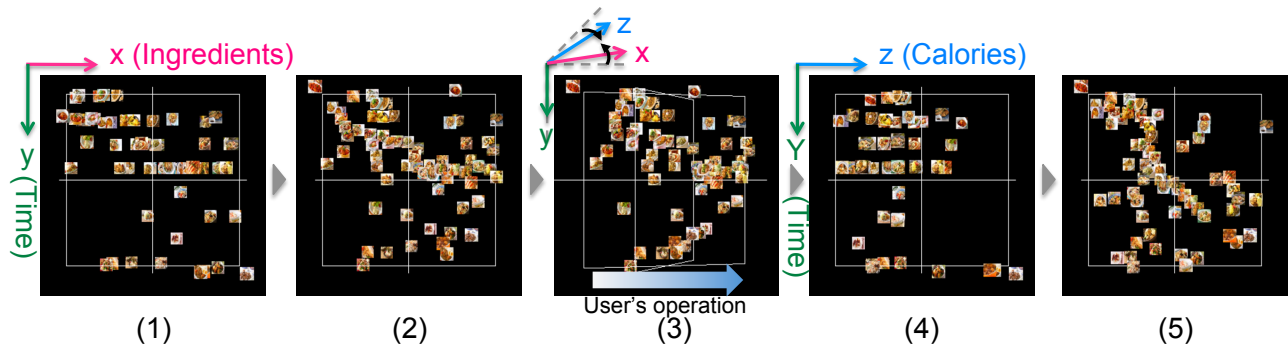 x (Ingredients)
y (Time)
z
x
y
z (Calories)
Y (Time)
User's operation
(1)
(2)
(3)
(4)
(5)